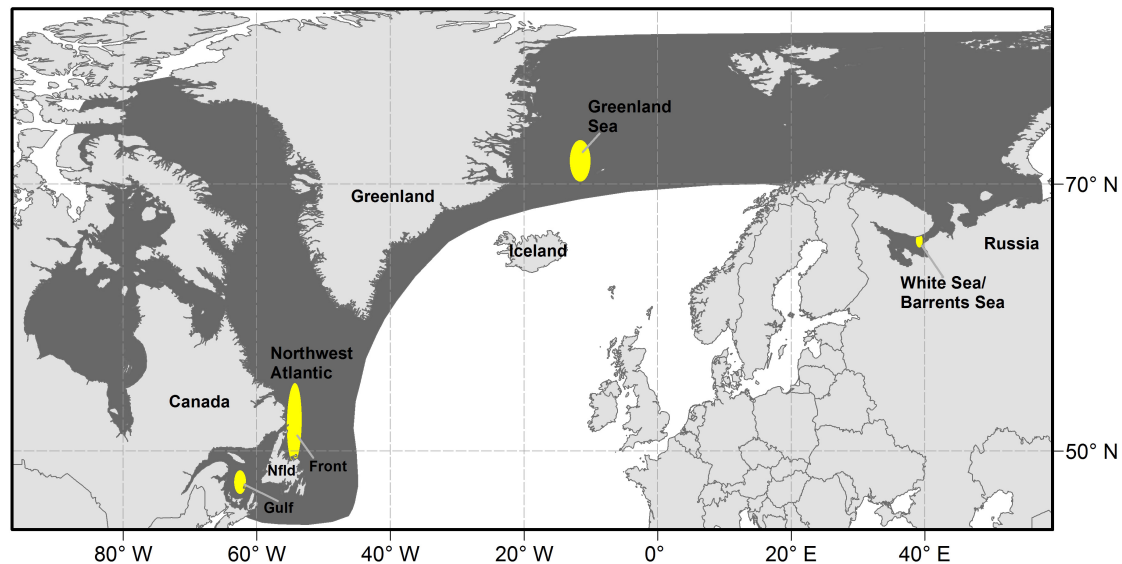 Greenland
Sea
Greenland
70° N
Iceland
Russia
White Sea/
Barrents Sea
Northwest
Atlantic
Canada
50° N
Nfld
Front
Gulf
80° W
60° W
40° W
20° W
0°
20° E
40° E